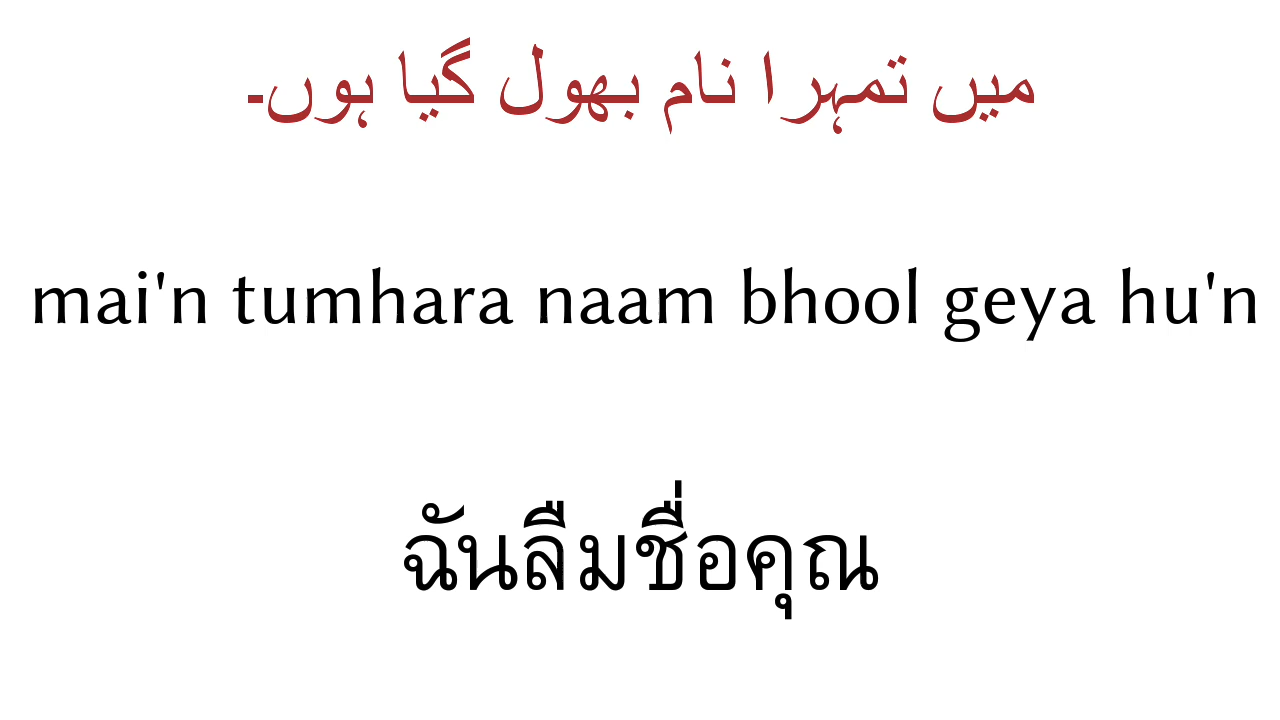 میں تمہرا نام بھول گیا ہوں۔
mai'n tumhara naam bhool geya hu'n
ฉันลืมชื่อคุณ